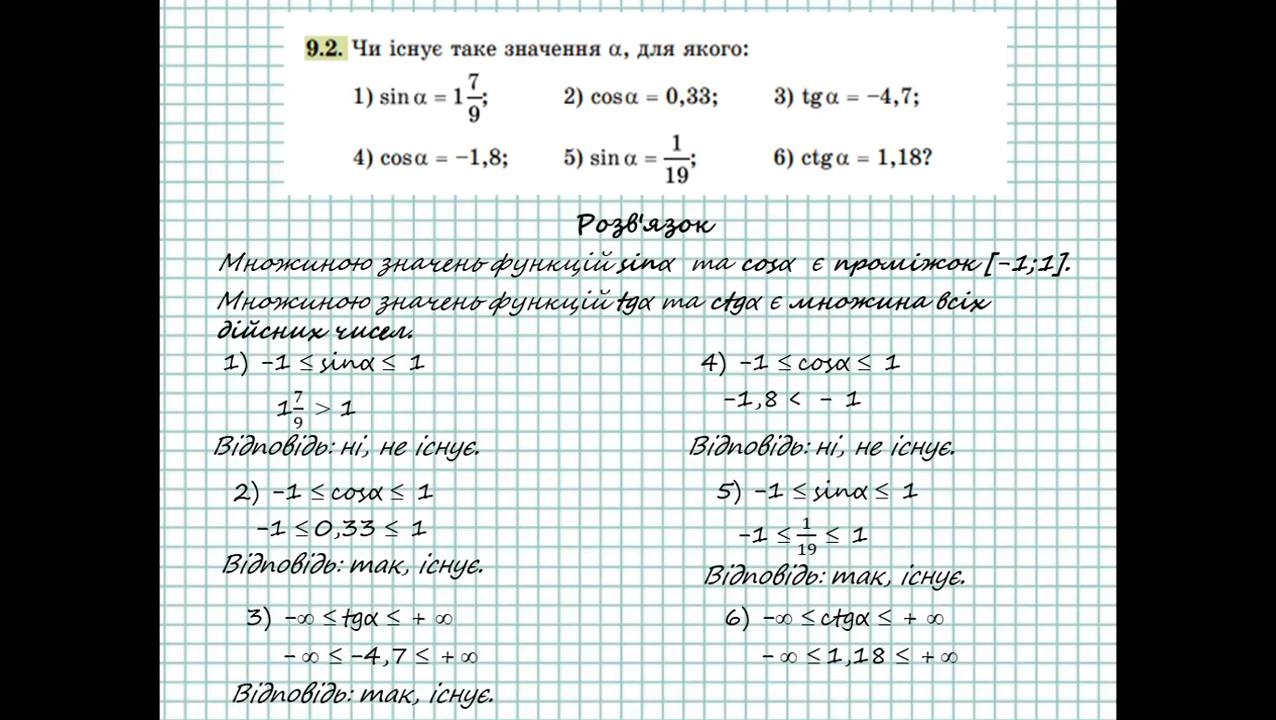 9.2. Чи існує таке значення α, для якого:
1) sin α = 1 7/9; 2) cos α = 0,33; 3) tg α = −4,7;
4) cos α = −1,8; 5) sin α = 1/19; 6) ctg α = 1,18?
Розв'язок
Множиною значень функцій sinα та cosα є проміжок [-1;1].
Множиною значень функцій tgα та ctgα є множина всіх
дійсних чисел.
1) -1 ≤ sinα ≤ 1
1 7/9 > 1
Відповідь: ні, не існує.
2) -1 ≤ cosα ≤ 1
-1 ≤ 0,33 ≤ 1
Відповідь: так, існує.
3) -∞ ≤ tgα ≤ + ∞
- ∞ ≤ -4,7 ≤ + ∞
Відповідь: так, існує.
4) -1 ≤ cosα ≤ 1
-1,8 < - 1
Відповідь: ні, не існує.
5) -1 ≤ sinα ≤ 1
-1 ≤ 1/19 ≤ 1
Відповідь: так, існує.
6) -∞ ≤ ctgα ≤ + ∞
- ∞ ≤ 1,18 ≤ + ∞